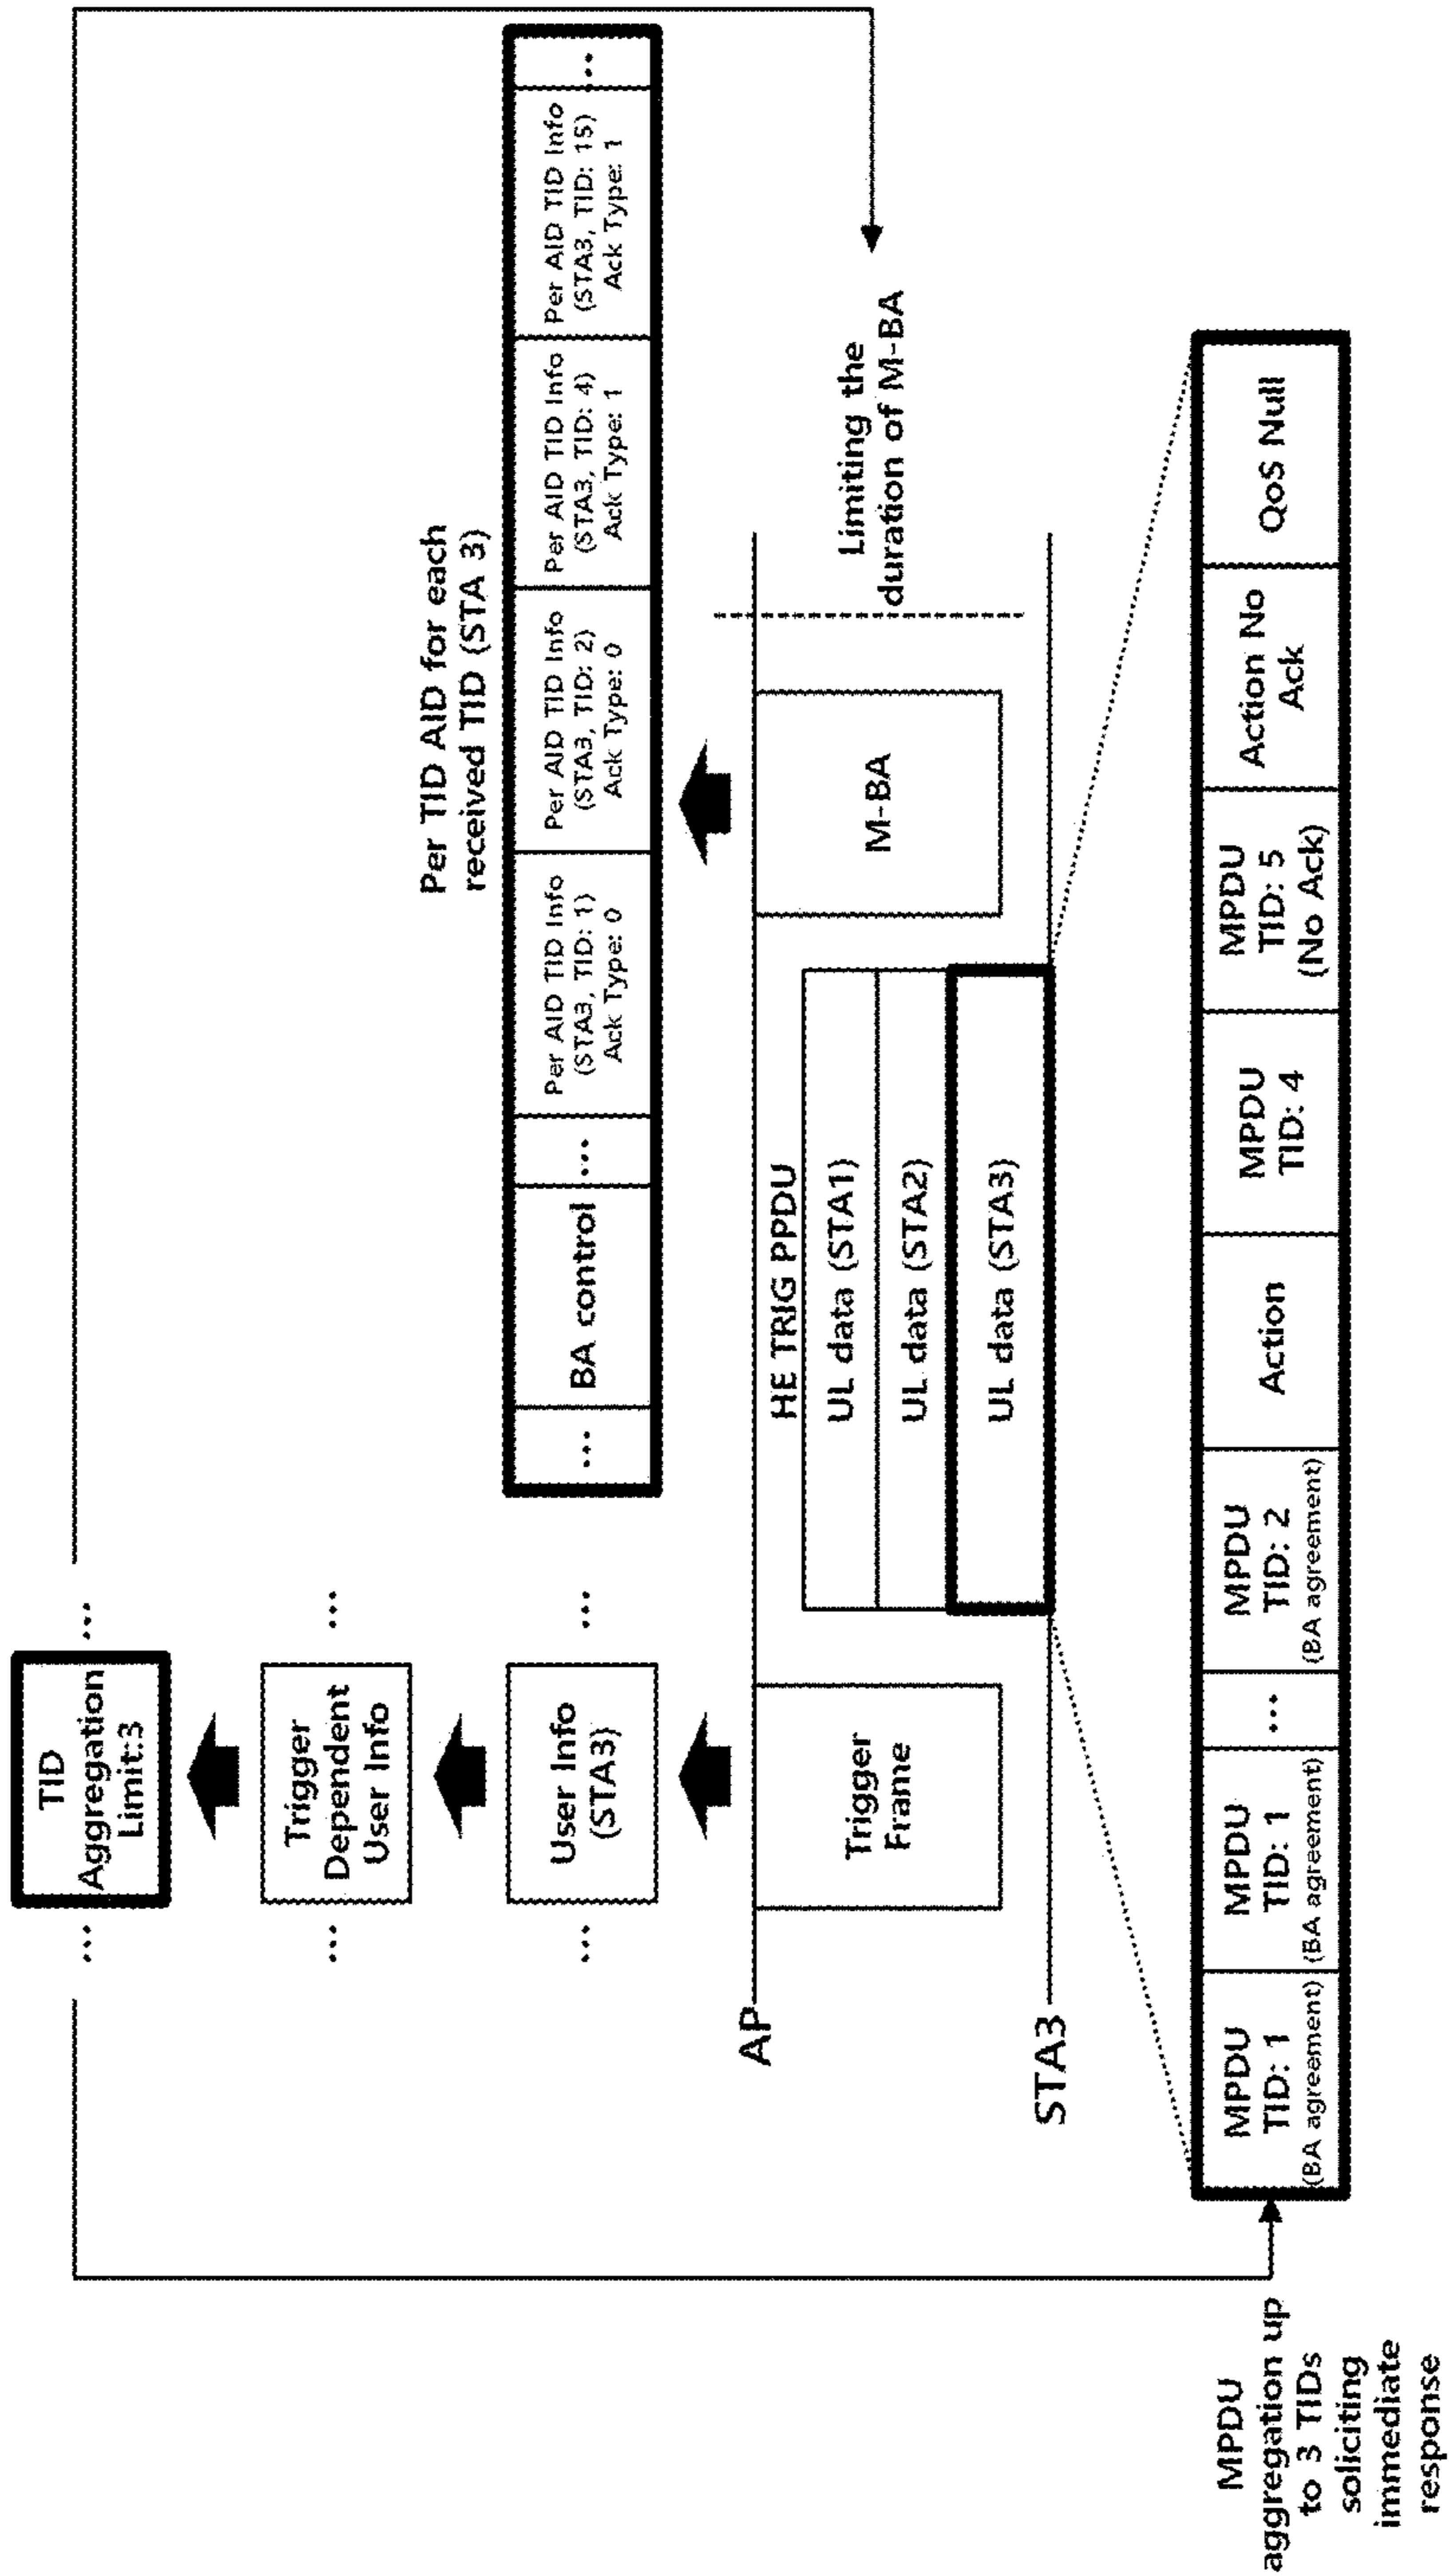 TID
Aggregation
Limit:3
...
...
Trigger
Dependent
User Info
...
...
User Info
(STA3)
...
...
Per TID AID for each
received TID (STA 3)
...
BA control
...
Per AID TID Info
(STA3, TID: 1)
Ack Type: 0
Per AID TID Info
(STA3, TID: 2)
Ack Type: 0
Per AID TID Info
(STA3, TID: 4)
Ack Type: 1
Per AID TID Info
(STA3, TID: 15)
Ack Type: 1
...
AP
Trigger
Frame
HE TRIG PPDU
UL data (STA1)
UL data (STA2)
UL data (STA3)
M-BA
Limiting the
duration of M-BA
STA3
MPDU
aggregation up
to 3 TIDs
soliciting
immediate
response
MPDU
TID: 1
(BA agreement)
MPDU
TID: 1
(BA agreement)
...
MPDU
TID: 2
(BA agreement)
Action
MPDU
TID: 4
MPDU
TID: 5
(No Ack)
Action No
Ack
QoS Null